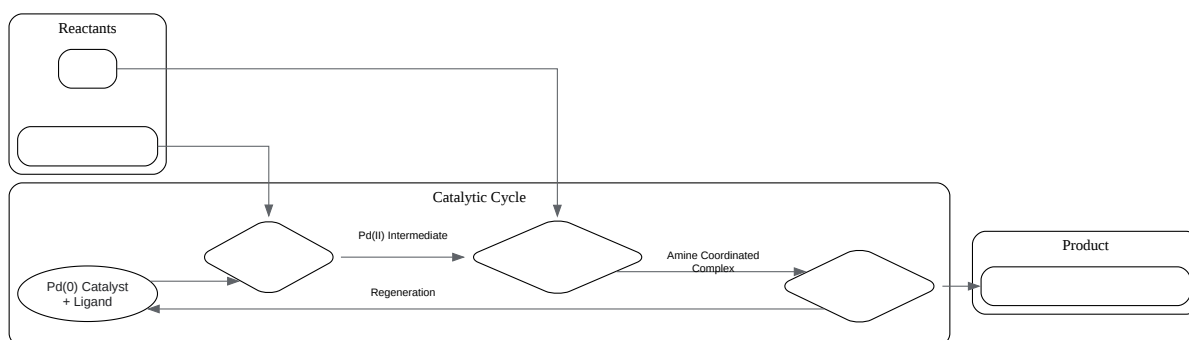 Reactants
Catalytic Cycle
Pd(II) Intermediate
Amine Coordinated
Complex
Product
Pd(0) Catalyst
+ Ligand
Regeneration